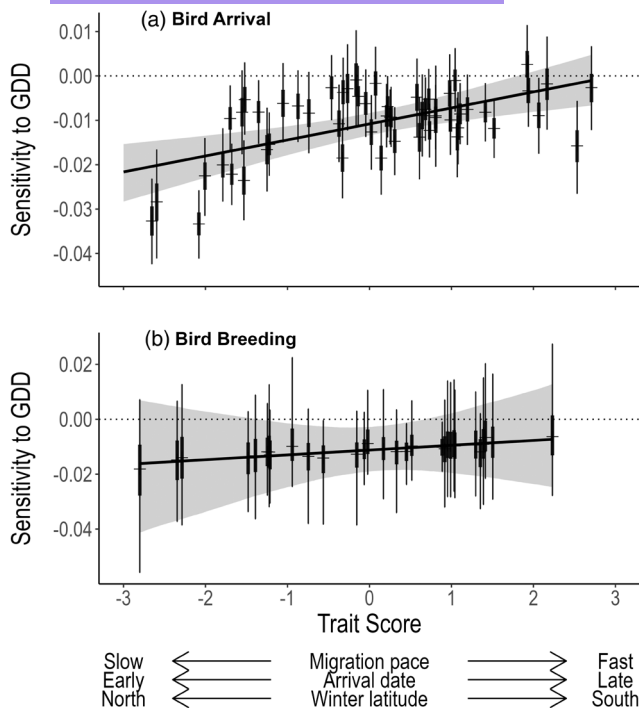 (a) Bird Arrival
0.01
0.00
-0.01
-0.02
-0.03
-0.04
Sensitivity to GDD
(b) Bird Breeding
0.02
0.00
-0.02
-0.04
Sensitivity to GDD
-3 -2 -1 0 1 2 3
Trait Score
Slow Migration pace Fast
Early Arrival date Late
North Winter latitude South